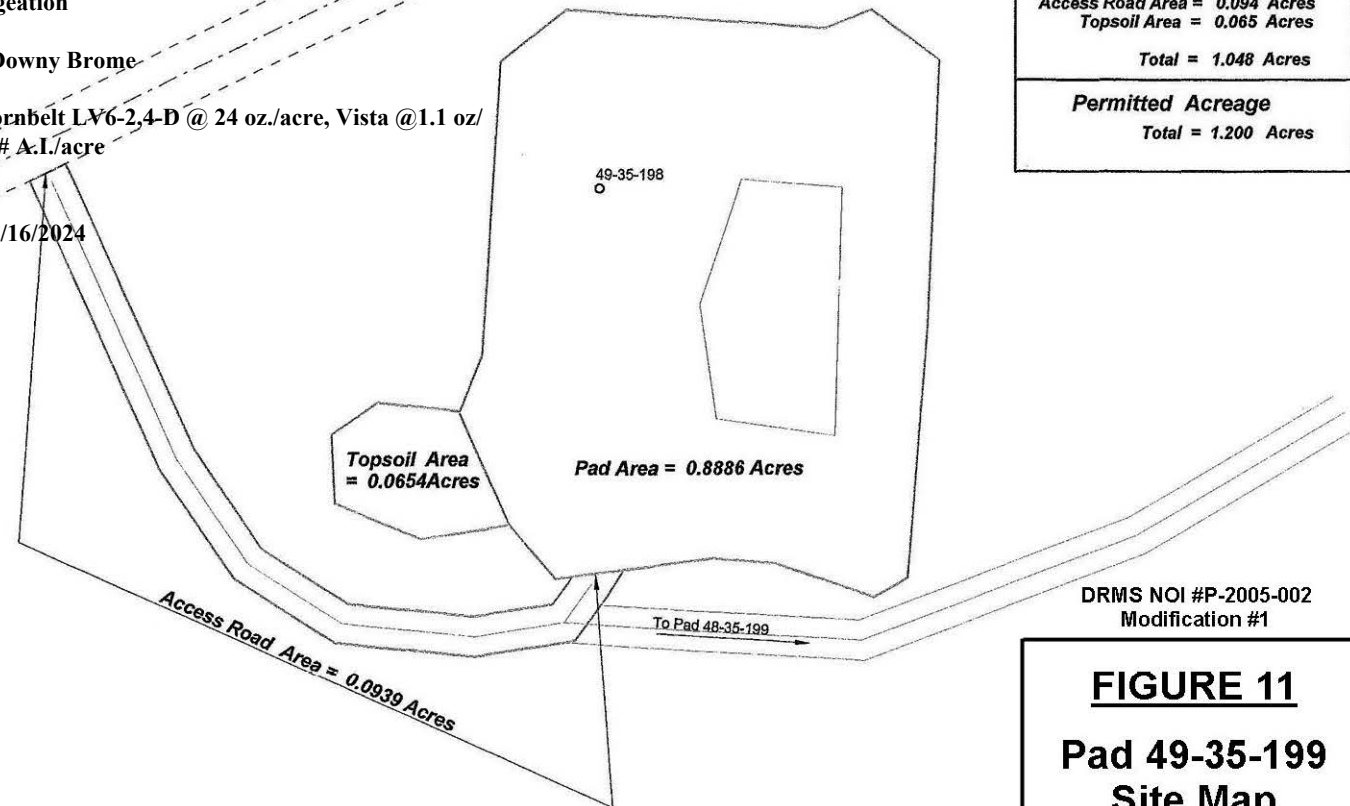 Downy Brome
LV6-2,4-D @ 24 oz./acre, Vista @1.1 oz/
# A.I./acre
/16/2024
Access Road Area = 0.094 Acres
Topsoil Area = 0.065 Acres
Total = 1.048 Acres
Permitted Acreage
Total = 1.200 Acres
49-35-198
Topsoil Area
= 0.0654Acres
Pad Area = 0.8886 Acres
Access Road Area = 0.0939 Acres
To Pad 48-35-199
DRMS NOI #P-2005-002
Modification #1
FIGURE 11
Pad 49-35-199
Site Map